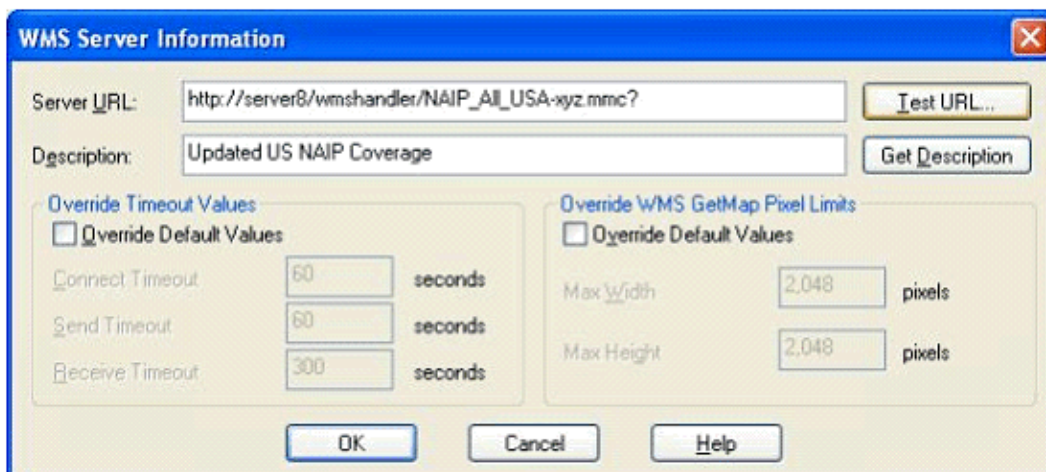 WMS Server Information
Server URL: http://server8/wmshandler/NAIP_All_USA-xyz.mmc? Test URL...
Description: Updated US NAIP Coverage Get Description
Override Timeout Values Override WMS GetMap Pixel Limits
Override Default Values Override Default Values
Connect Timeout 60 seconds Max Width 2,048 pixels
Send Timeout 60 seconds Max Height 2,048 pixels
Receive Timeout 300 seconds
OK Cancel Help